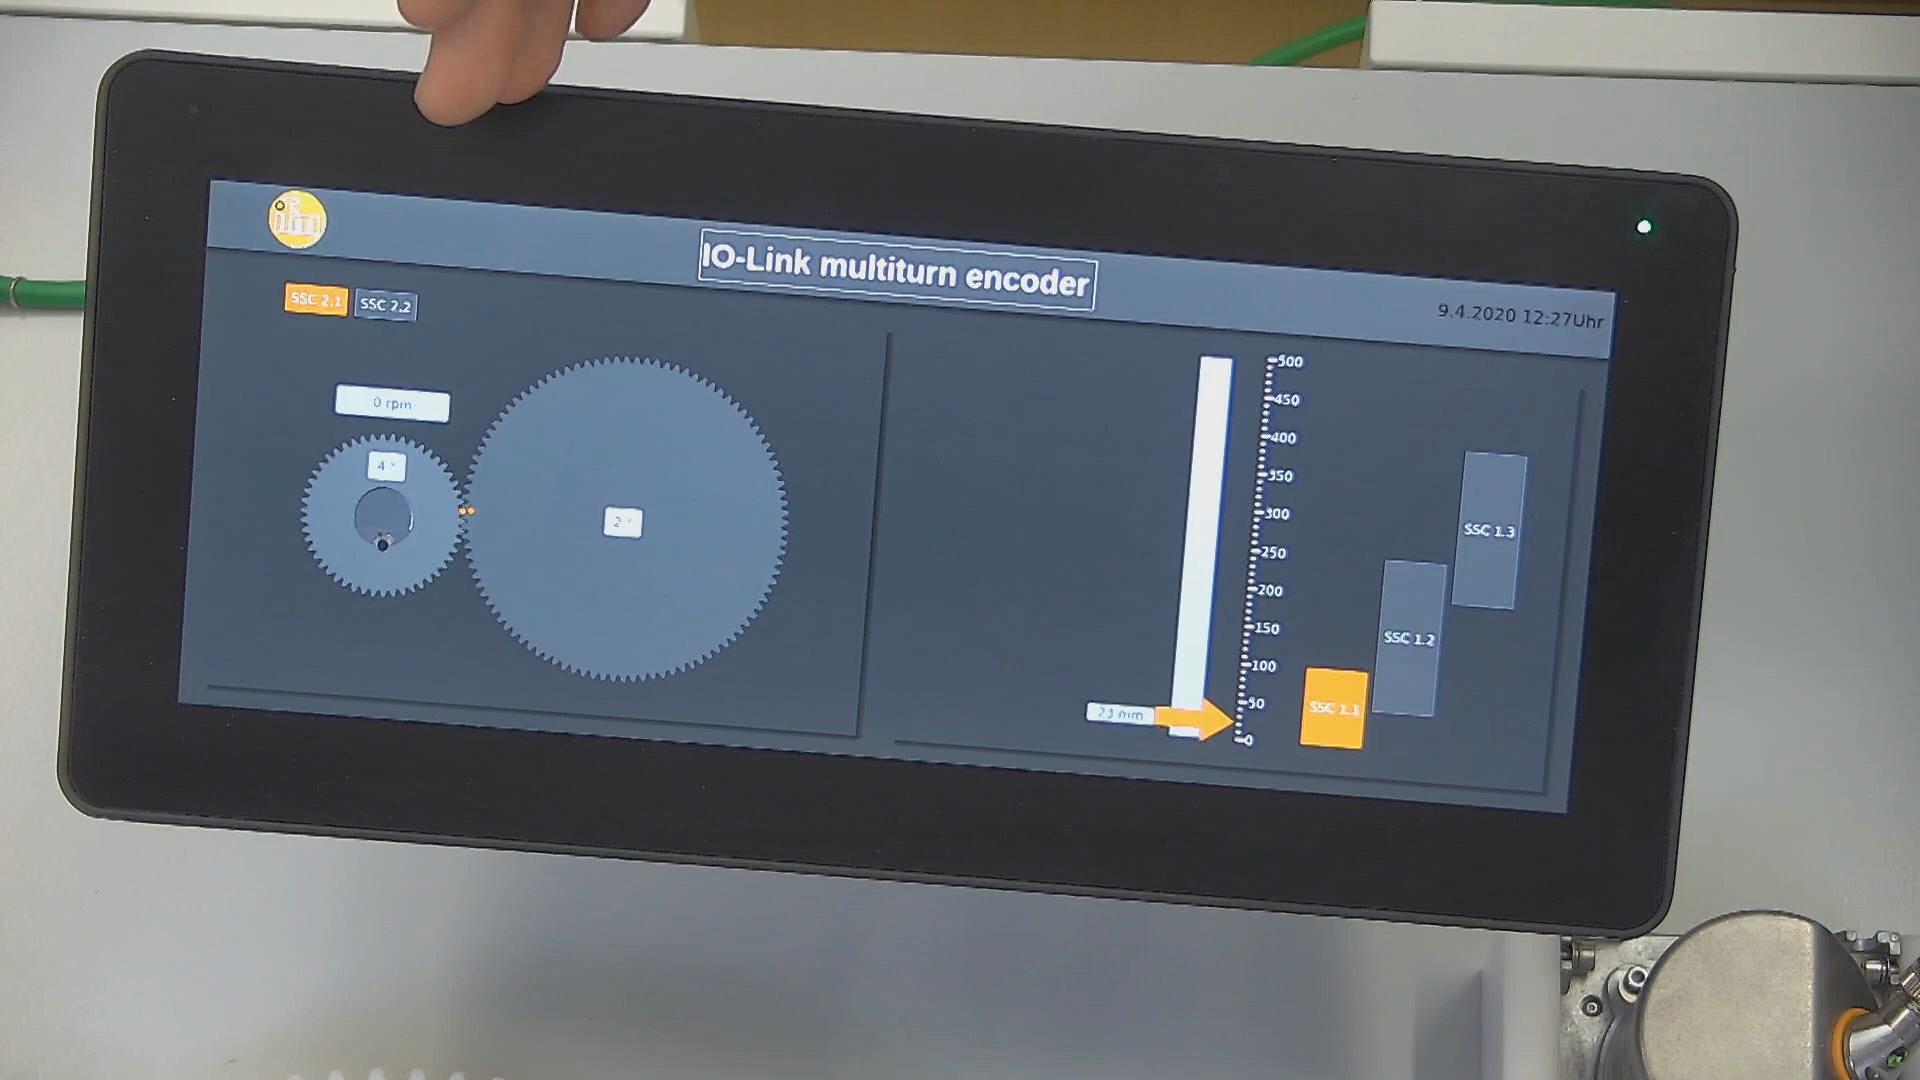 ifm
IO-Link multiturn encoder
9.4.2020 12:27Uhr
SSC 2.1
SSC 2.2
0 rpm
4 °
2 °
500
450
400
350
300
250
200
150
100
50
0
mm
SSC 1.3
SSC 1.2
SSC 1.1